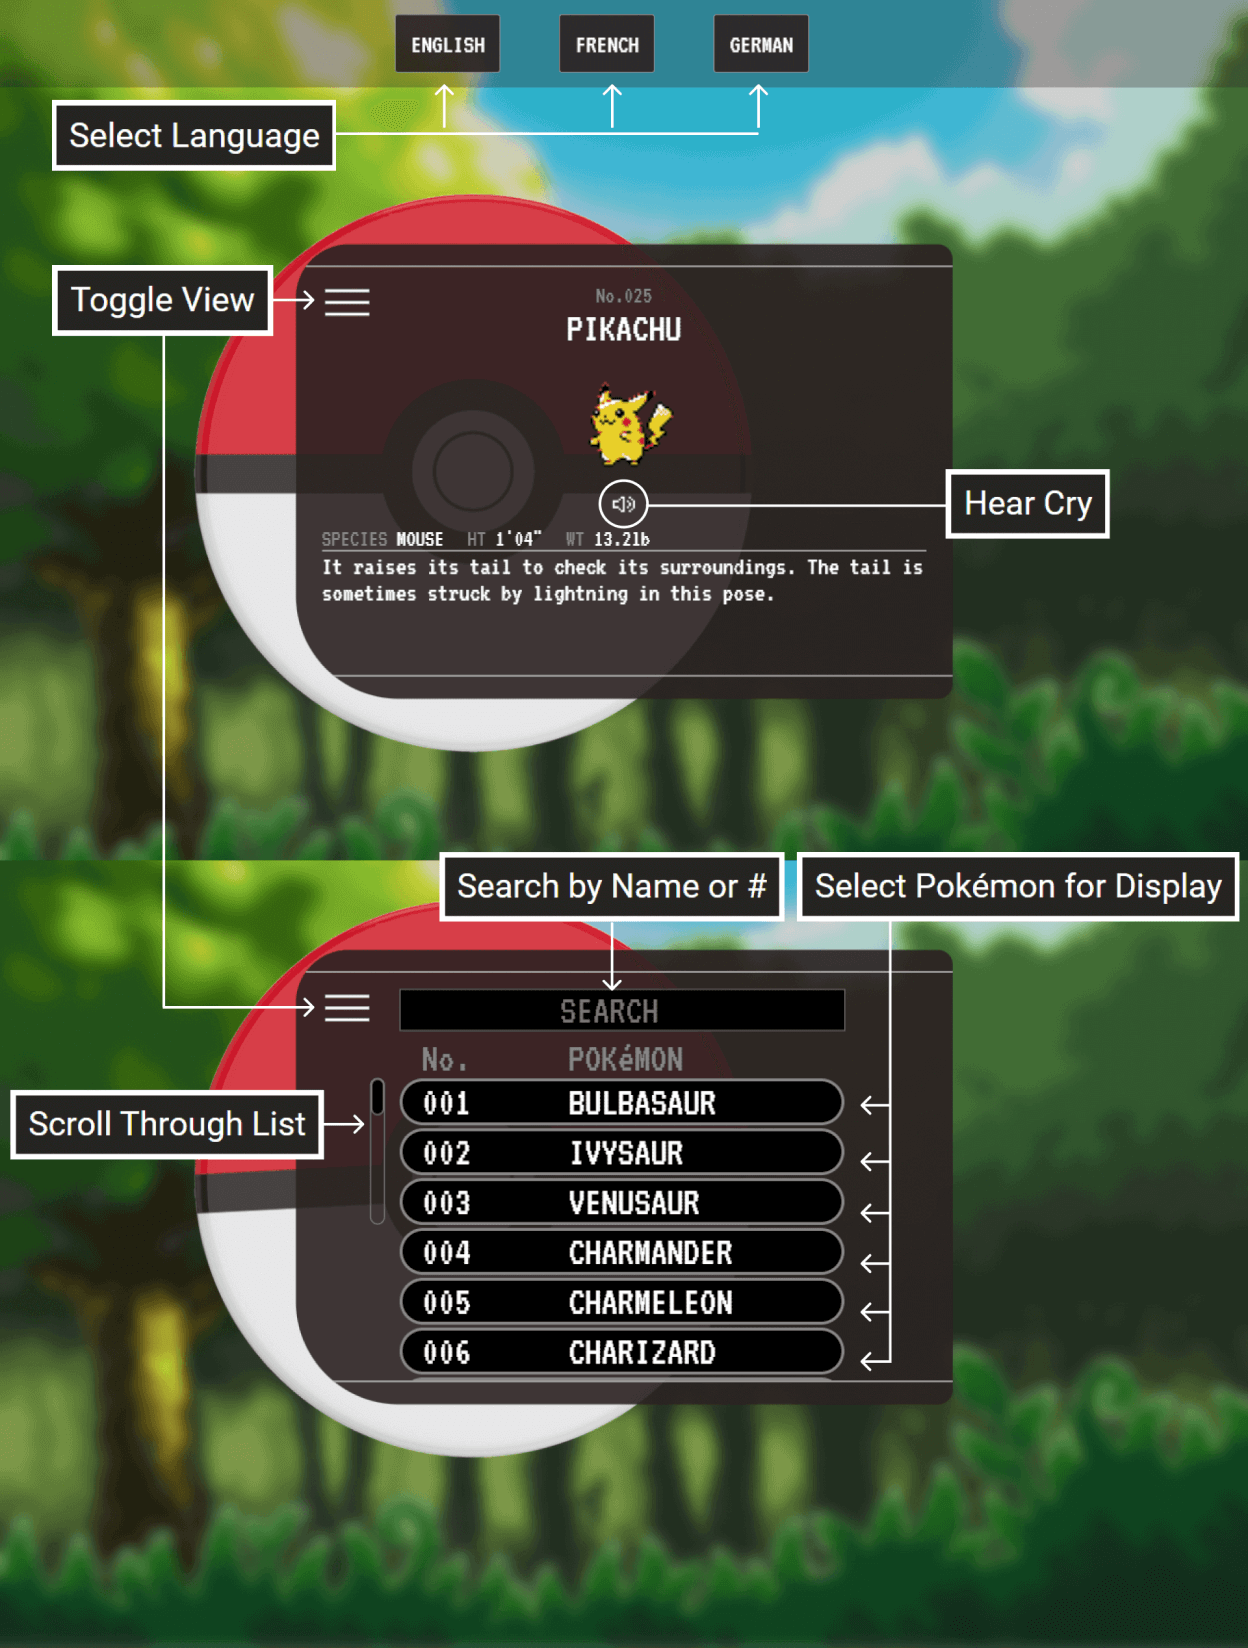 ENGLISH
FRENCH
GERMAN
Select Language
Toggle View
No.025
PIKACHU
Hear Cry
SPECIES MOUSE HT 1'04" WT 13.2lb
It raises its tail to check its surroundings. The tail is
sometimes struck by lightning in this pose.
Search by Name or #
Select Pokémon for Display
SEARCH
No. POKéMON
Scroll Through List
001 BULBASAUR
002 IVYSAUR
003 VENUSAUR
004 CHARMANDER
005 CHARMELEON
006 CHARIZARD